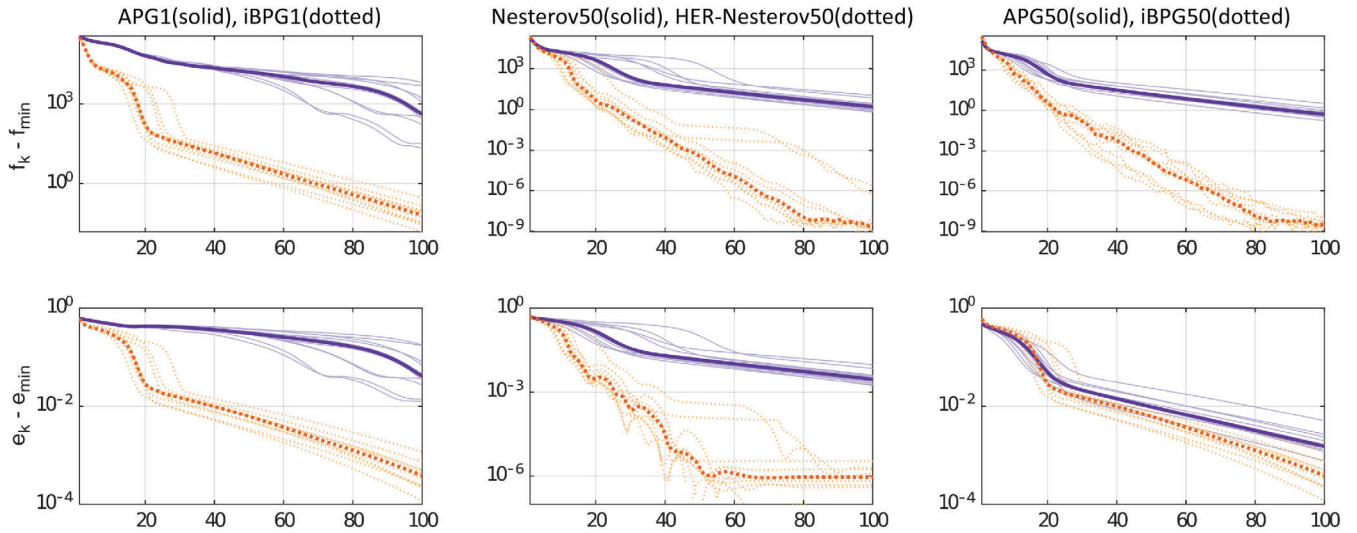 APG1(solid), iBPG1(dotted)
Nesterov50(solid), HER-Nesterov50(dotted)
APG50(solid), iBPG50(dotted)
f_k - f_min
10^3
10^0
20 40 60 80 100
10^3
10^0
10^-3
10^-6
10^-9
20 40 60 80 100
10^3
10^0
10^-3
10^-6
10^-9
20 40 60 80 100
e_k - e_min
10^0
10^-2
10^-4
20 40 60 80 100
10^0
10^-3
10^-6
20 40 60 80 100
10^0
10^-2
10^-4
20 40 60 80 100